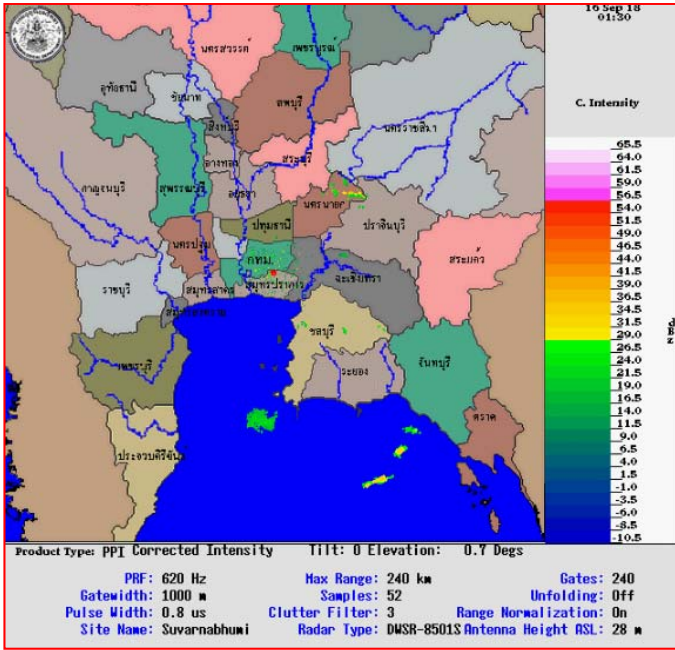 16 Sep 18
01:30
C. Intensity
นครสวรรค์
เพชรบูรณ์
อุทัยธานี
ชัยนาท
ลพบุรี
สิงห์บุรี
นครราชสีมา
อ่างทอง
สระบุรี
กาญจนบุรี
สุพรรณบุรี
อยุธยา
นครนายก
ปราจีนบุรี
ปทุมธานี
นครปฐม
กทม.
สระแก้ว
ฉะเชิงเทรา
ราชบุรี
สมุทรสาคร
สมุทรปราการ
ชลบุรี
เพชรบุรี
ระยอง
จันทบุรี
ตราด
ประจวบคีรีขันธ์
65.5
64.0
61.5
59.0
56.5
54.0
51.5
49.0
46.5
44.0
41.5
39.0
36.5
34.0
31.5
29.0
26.5
24.0
21.5
19.0
16.5
14.0
11.5
9.0
6.5
4.0
1.5
-1.0
-3.5
-6.0
-8.5
-10.5
Product Type: PPI Corrected Intensity Tilt: 0 Elevation: 0.7 Degs
PRF: 620 Hz Max Range: 240 km Gates: 240
Gatewidth: 1000 m Samples: 52 Unfolding: Off
Pulse Width: 0.8 us Clutter Filter: 3 Range Normalization: On
Site Name: Suvarnabhumi Radar Type: DWSR-8501S Antenna Height ASL: 28 m